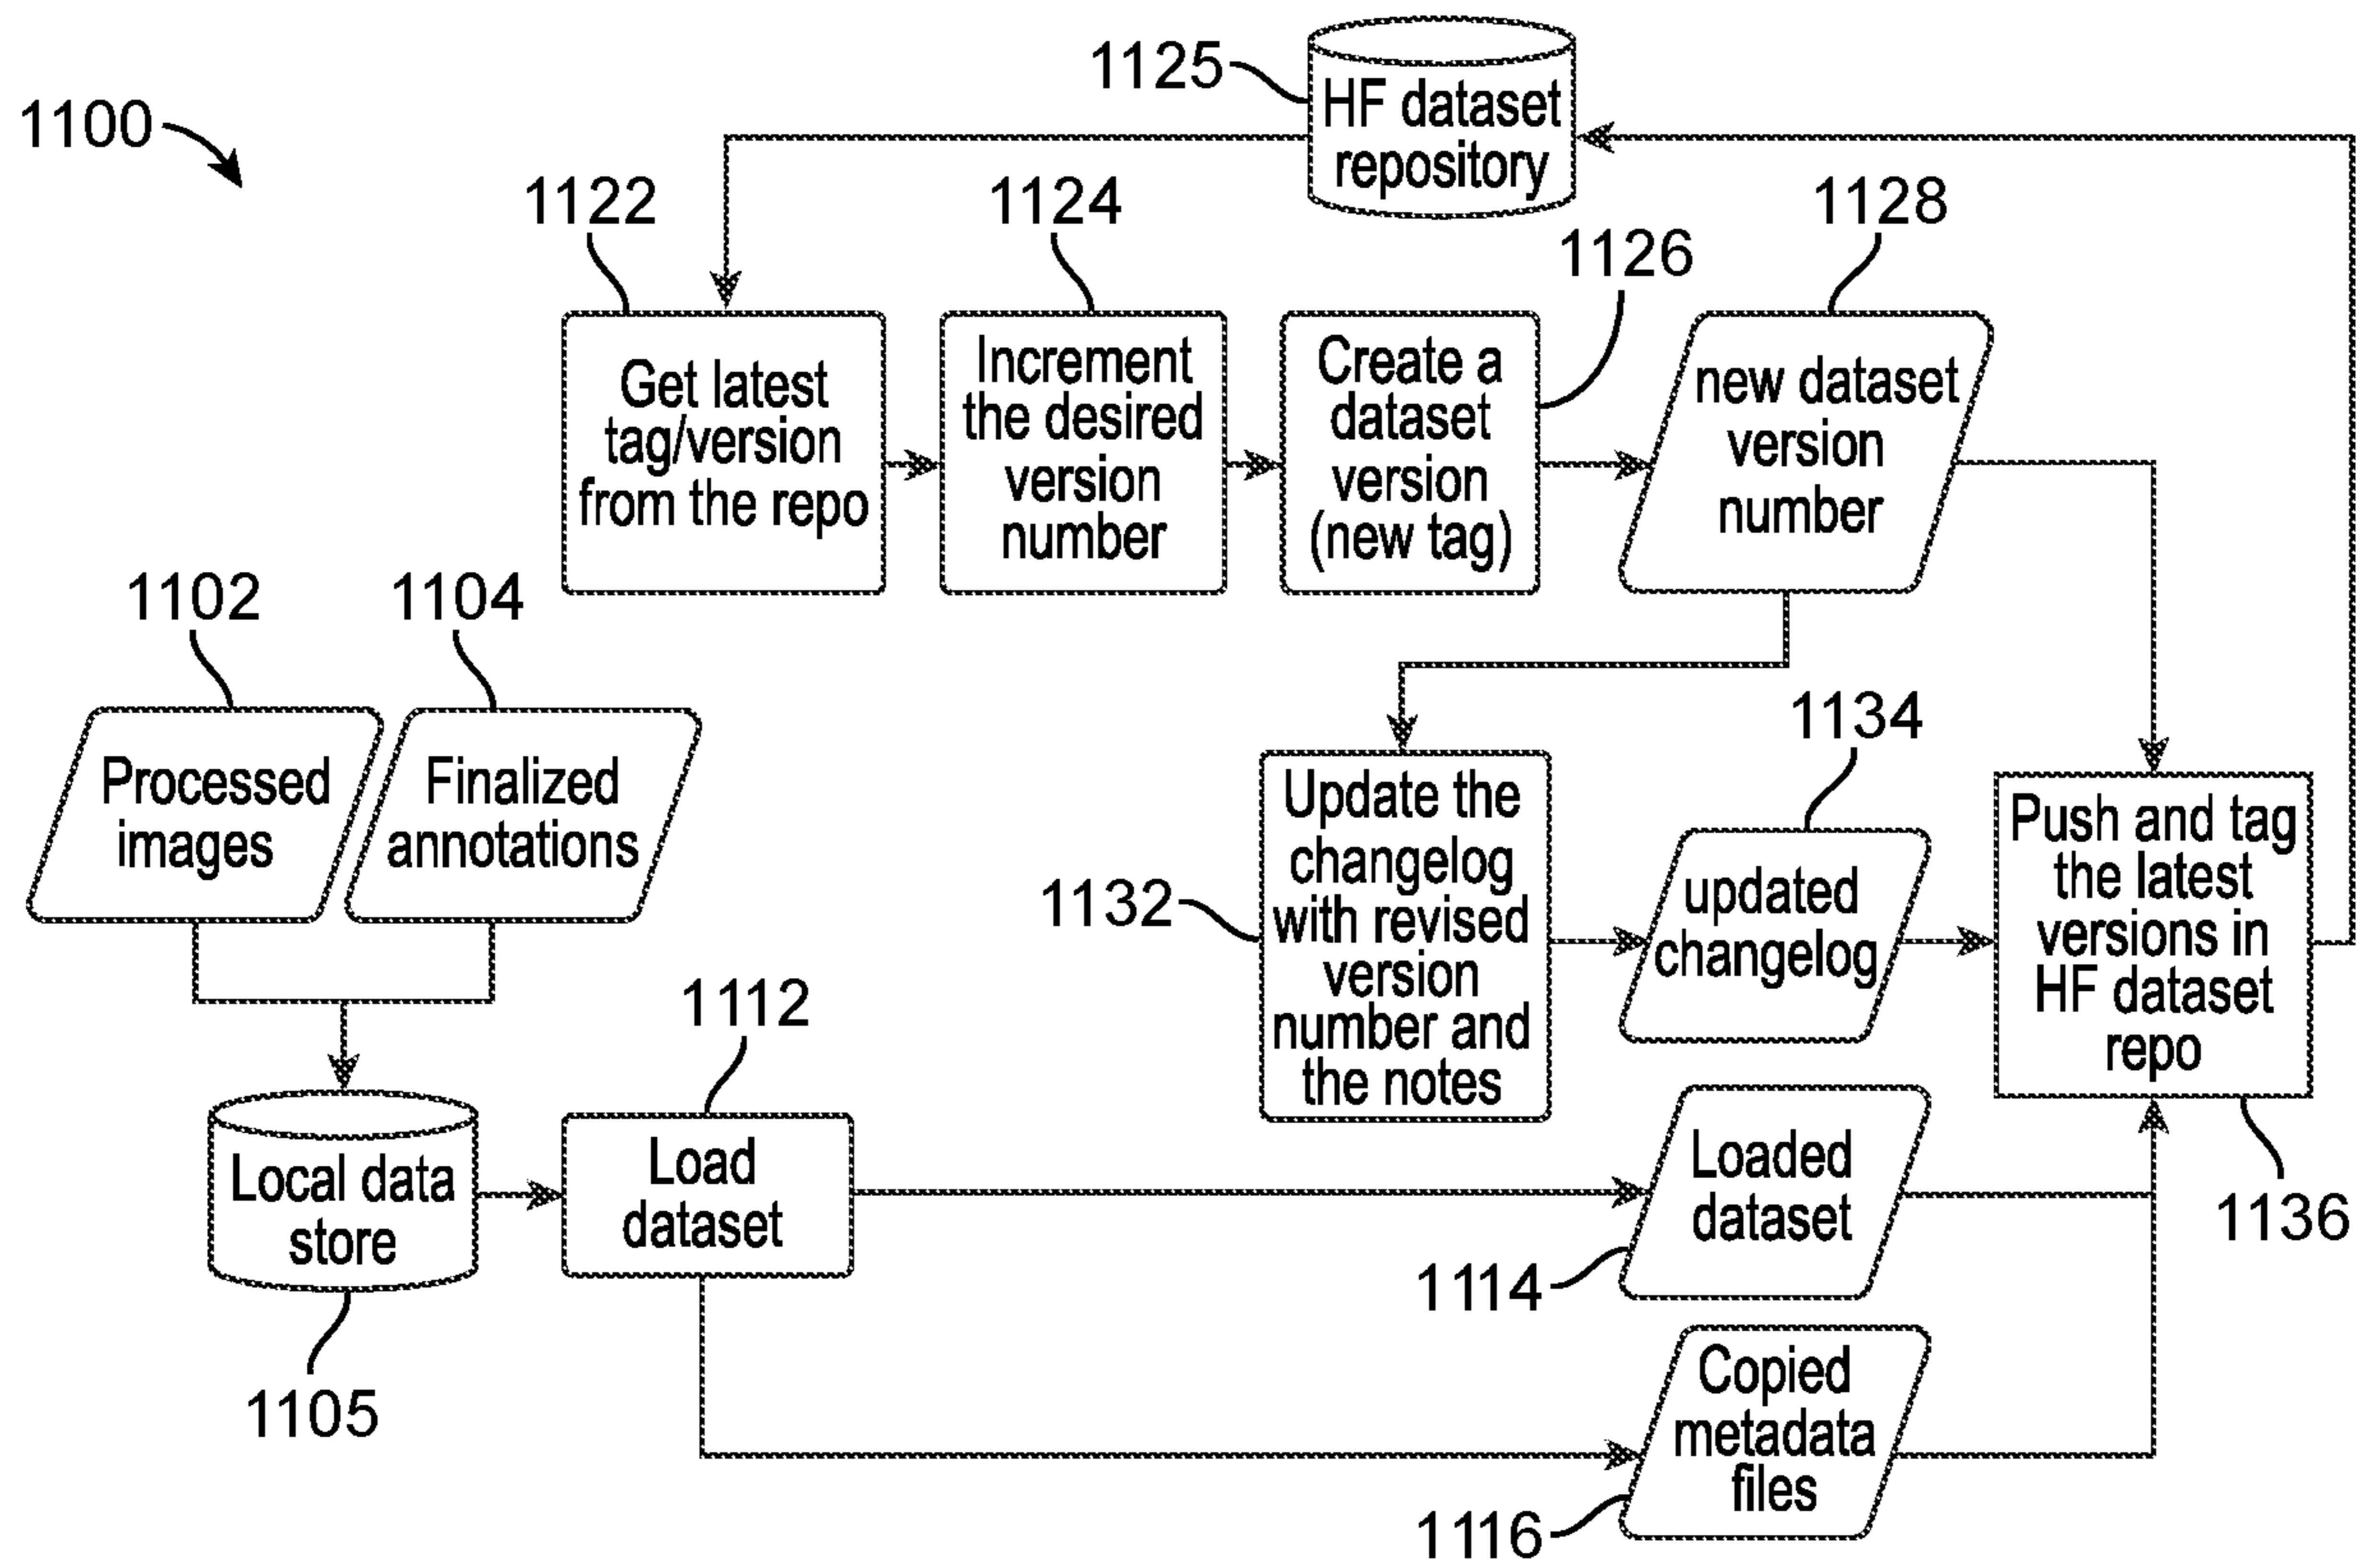 1100
1125
HF dataset
repository
1122
1124
1126
1128
Get latest
tag/version
from the repo
Increment
the desired
version
number
Create a
dataset
version
(new tag)
new dataset
version
number
1102
1104
Processed
images
Finalized
annotations
1132
Update the
changelog
with revised
version
number and
the notes
1134
updated
changelog
Push and tag
the latest
versions in
HF dataset
repo
1136
Local data
store
1105
1112
Load
dataset
Loaded
dataset
1114
Copied
metadata
files
1116